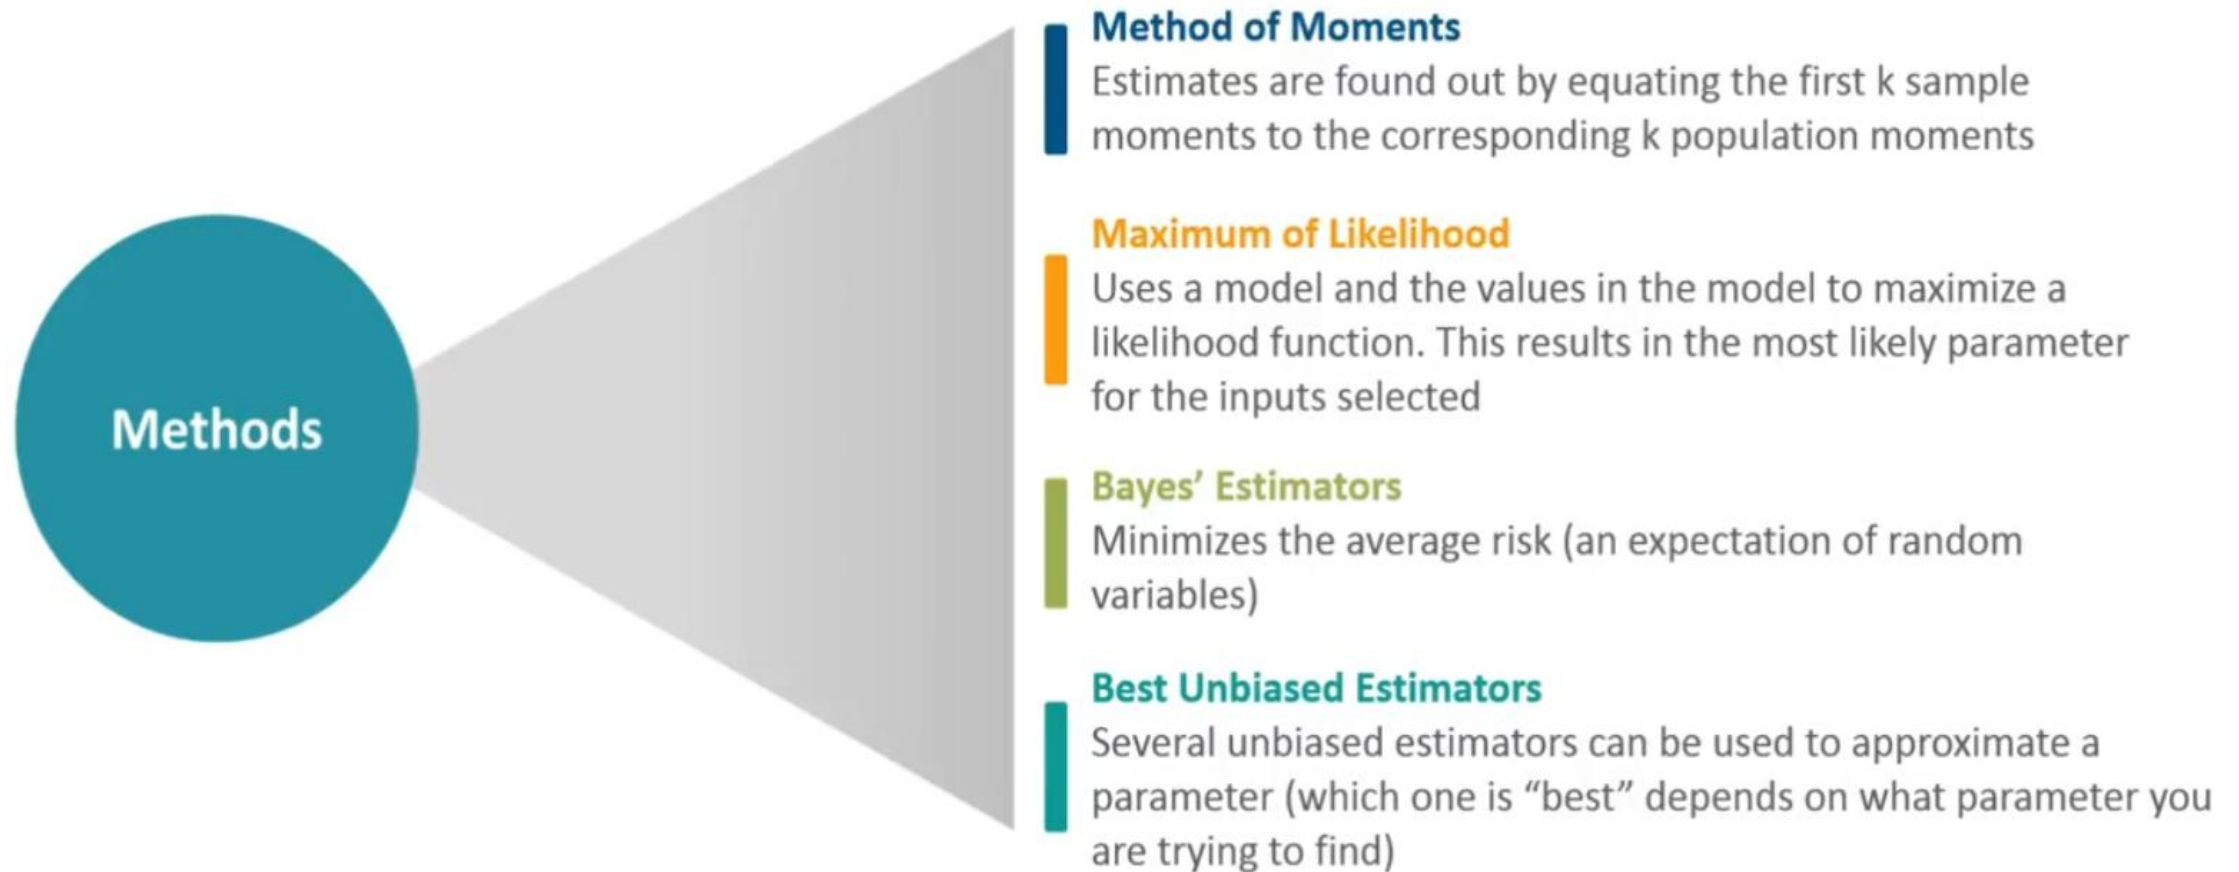 Methods
Method of Moments
Estimates are found out by equating the first k sample
moments to the corresponding k population moments
Maximum of Likelihood
Uses a model and the values in the model to maximize a
likelihood function. This results in the most likely parameter
for the inputs selected
Bayes’ Estimators
Minimizes the average risk (an expectation of random
variables)
Best Unbiased Estimators
Several unbiased estimators can be used to approximate a
parameter (which one is “best” depends on what parameter you
are trying to find)